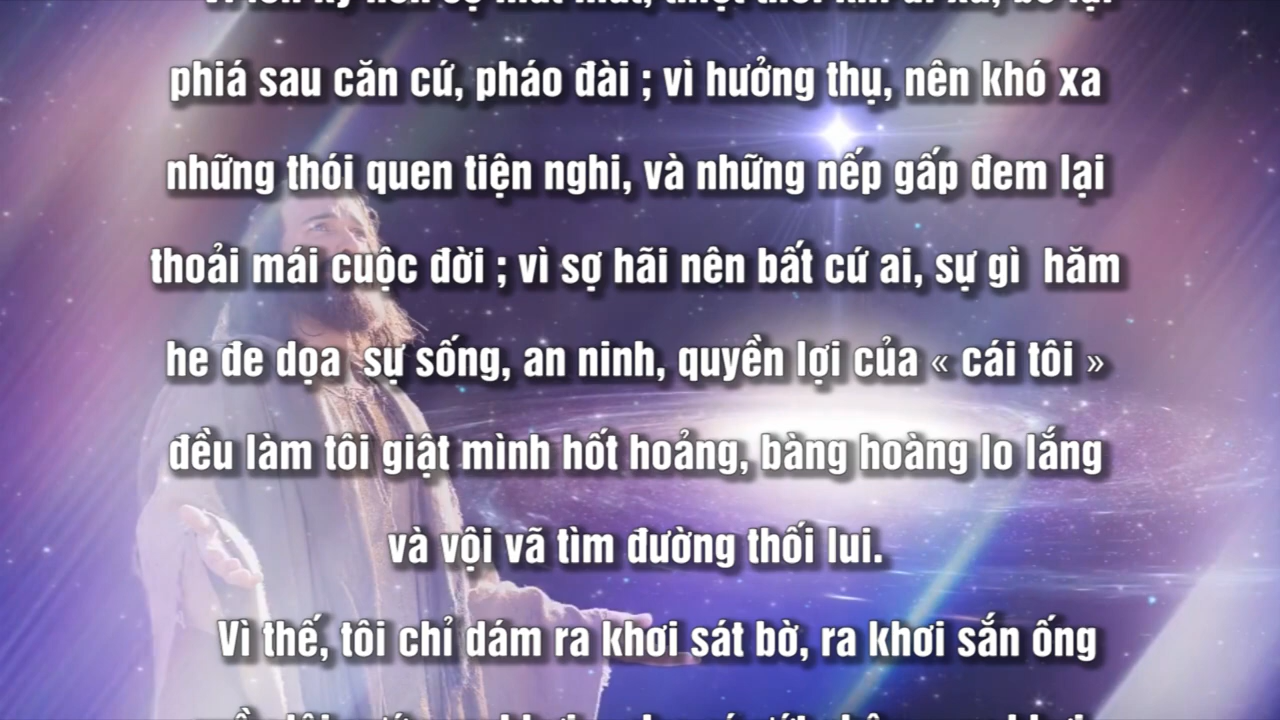 phiá sau căn cứ, pháo đài ; vì hưởng thụ, nên khó xa
những thói quen tiện nghi, và những nếp gấp đem lại
thoải mái cuộc đời ; vì sợ hãi nên bất cứ ai, sự gì hăm
he đe dọa sự sống, an ninh, quyền lợi của « cái tôi »
đều làm tôi giật mình hốt hoảng, bàng hoàng lo lắng
và vội vã tìm đường thối lui.
Vì thế, tôi chỉ dám ra khơi sát bờ, ra khơi sắn ống